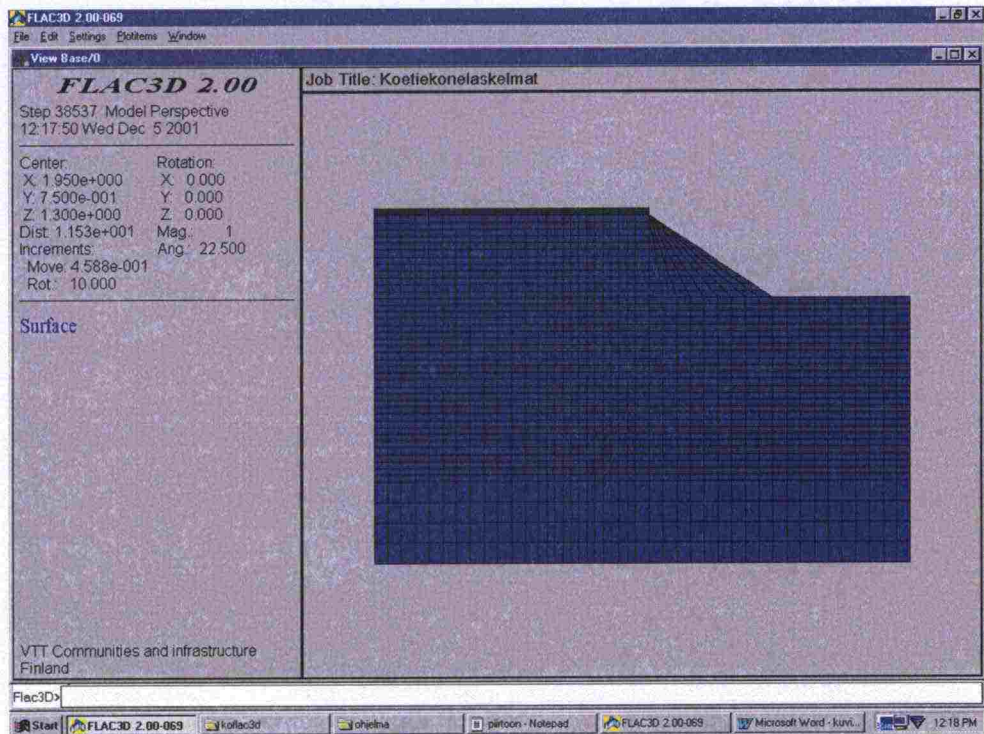 FLAC3D 2.00-069
File Edit Settings Plotitems Window
View Base/0
FLAC3D 2.00
Step 38537 Model Perspective
12:17:50 Wed Dec 5 2001
Center: Rotation:
X: 1.950e+000 X: 0.000
Y: 7.500e-001 Y: 0.000
Z: 1.300e+000 Z: 0.000
Dist: 1.153e+001 Mag.: 1
Increments: Ang.: 22.500
Move: 4.588e-001
Rot.: 10.000
Surface
VTT Communities and infrastructure
Finland
Job Title: Koetiekonelaskelmat
Flac3D>
Start FLAC3D 2.00-069 koflac3d ohjelma piirtoon - Notepad FLAC3D 2.00-069 Microsoft Word - kuvi... 12:18 PM